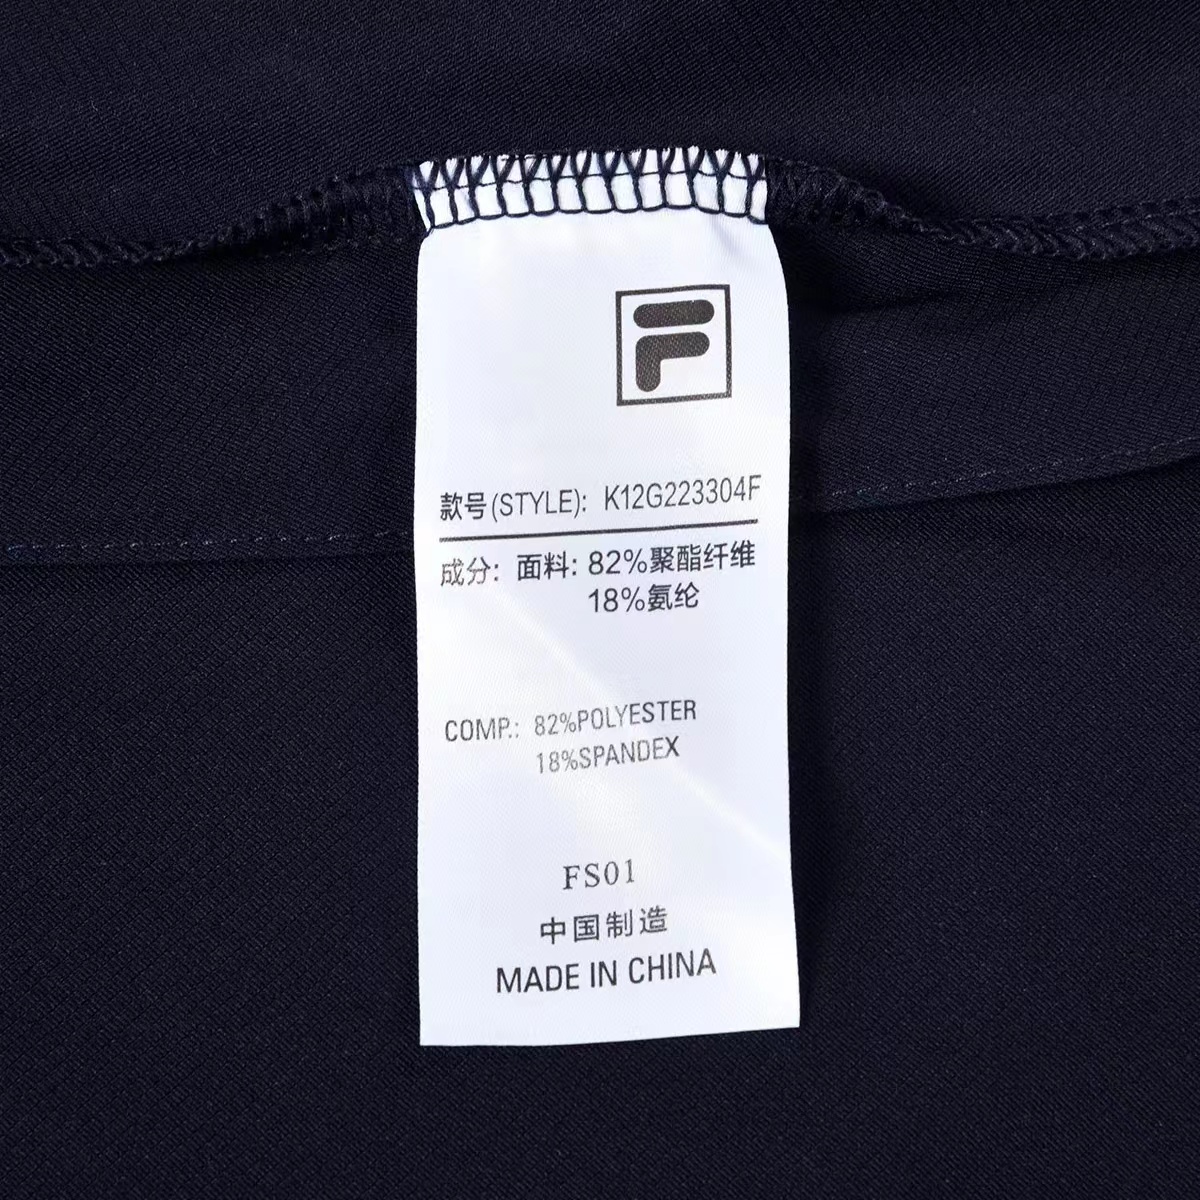 F
款号(STYLE): K12G223304F
成分: 面料: 82%聚酯纤维
18%氨纶
COMP.: 82%POLYESTER
18%SPANDEX
FS01
中国制造
MADE IN CHINA